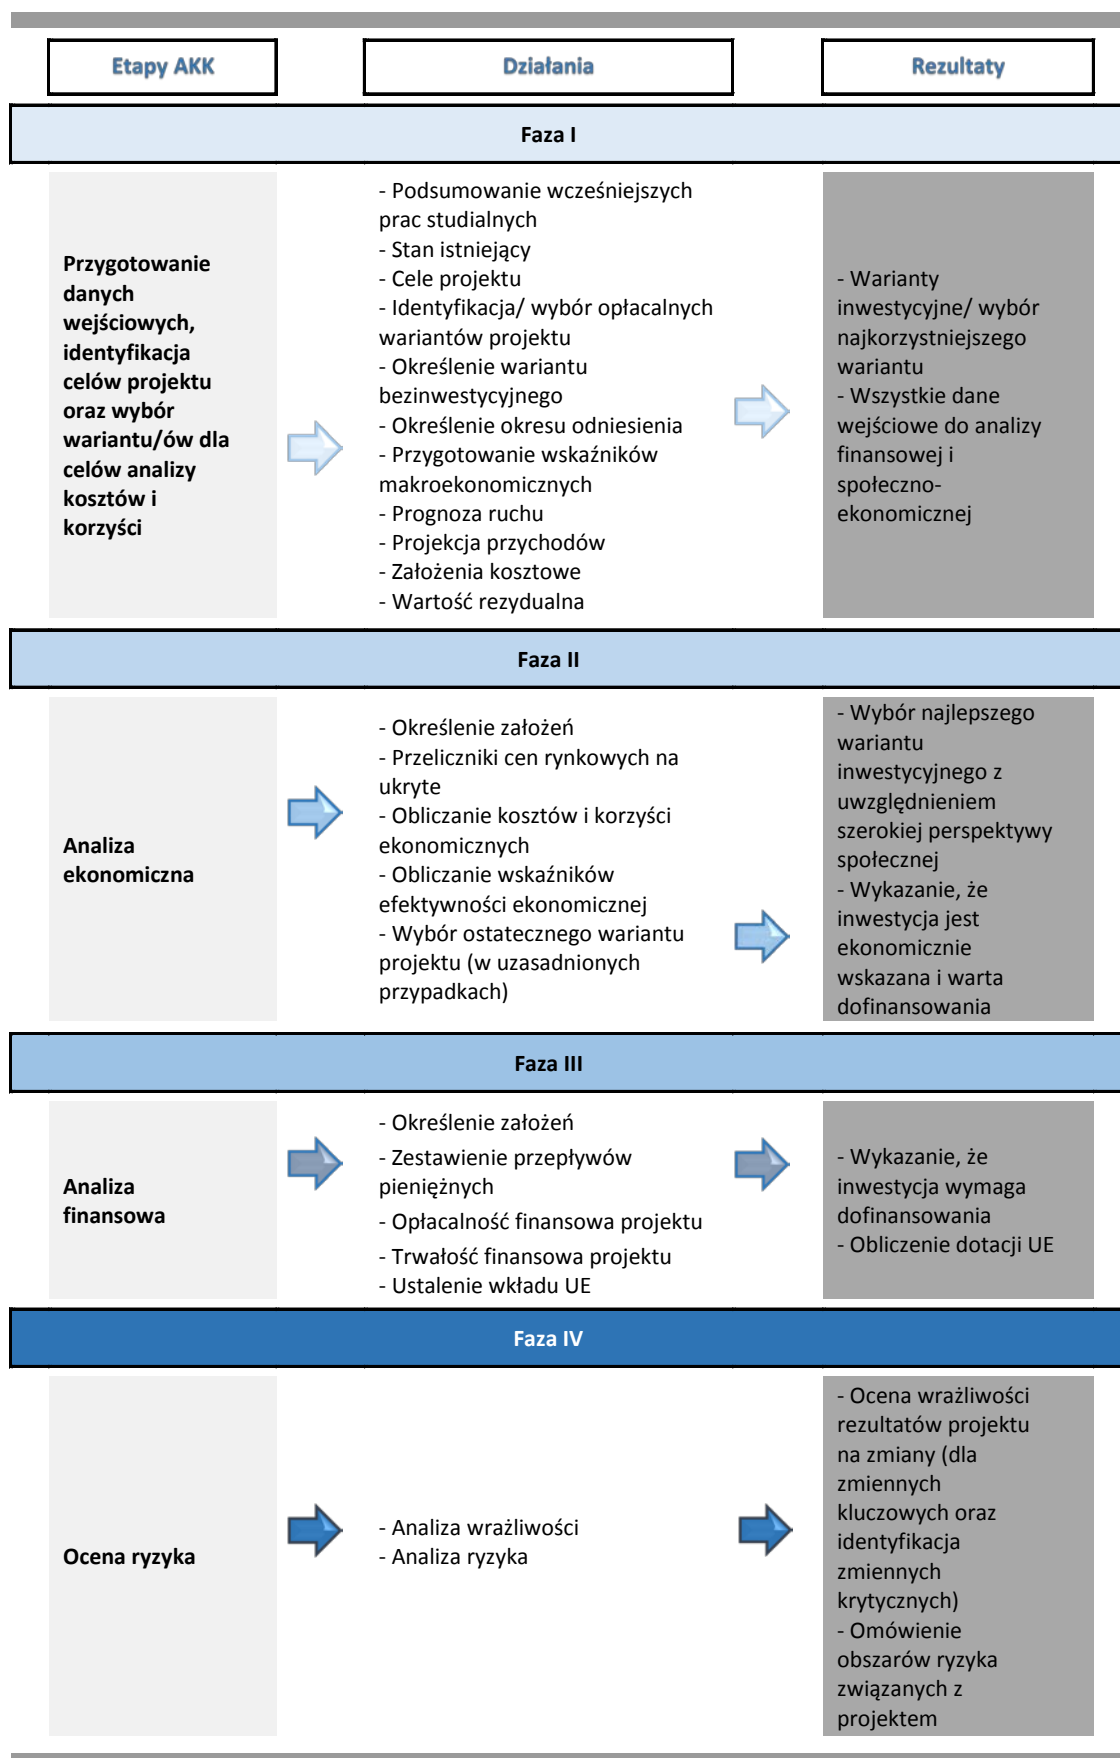 Etapy AKK
Działania
Rezultaty
Faza I
Przygotowanie
danych
wejściowych,
identyfikacja
celów projektu
oraz wybór
wariantu/ów dla
celów analizy
kosztów i
korzyści
- Podsumowanie wcześniejszych
prac studialnych
- Stan istniejący
- Cele projektu
- Identyfikacja/ wybór opłacalnych
wariantów projektu
- Określenie wariantu
bezinwestycyjnego
- Określenie okresu odniesienia
- Przygotowanie wskaźników
makroekonomicznych
- Prognoza ruchu
- Projekcja przychodów
- Założenia kosztowe
- Wartość rezydualna
- Warianty
inwestycyjne/ wybór
najkorzystniejszego
wariantu
- Wszystkie dane
wejściowe do analizy
finansowej i
społeczno-
ekonomicznej
Faza II
Analiza
ekonomiczna
- Określenie założeń
- Przeliczniki cen rynkowych na
ukryte
- Obliczanie kosztów i korzyści
ekonomicznych
- Obliczanie wskaźników
efektywności ekonomicznej
- Wybór ostatecznego wariantu
projektu (w uzasadnionych
przypadkach)
- Wybór najlepszego
wariantu
inwestycyjnego z
uwzględnieniem
szerokiej perspektywy
społecznej
- Wykazanie, że
inwestycja jest
ekonomicznie
wskazana i warta
dofinansowania
Faza III
Analiza
finansowa
- Określenie założeń
- Zestawienie przepływów
pieniężnych
- Opłacalność finansowa projektu
- Trwałość finansowa projektu
- Ustalenie wkładu UE
- Wykazanie, że
inwestycja wymaga
dofinansowania
- Obliczenie dotacji UE
Faza IV
Ocena ryzyka
- Analiza wrażliwości
- Analiza ryzyka
- Ocena wrażliwości
rezultatów projektu
na zmiany (dla
zmiennych
kluczowych oraz
identyfikacja
zmiennych
krytycznych)
- Omówienie
obszarów ryzyka
związanych z
projektem